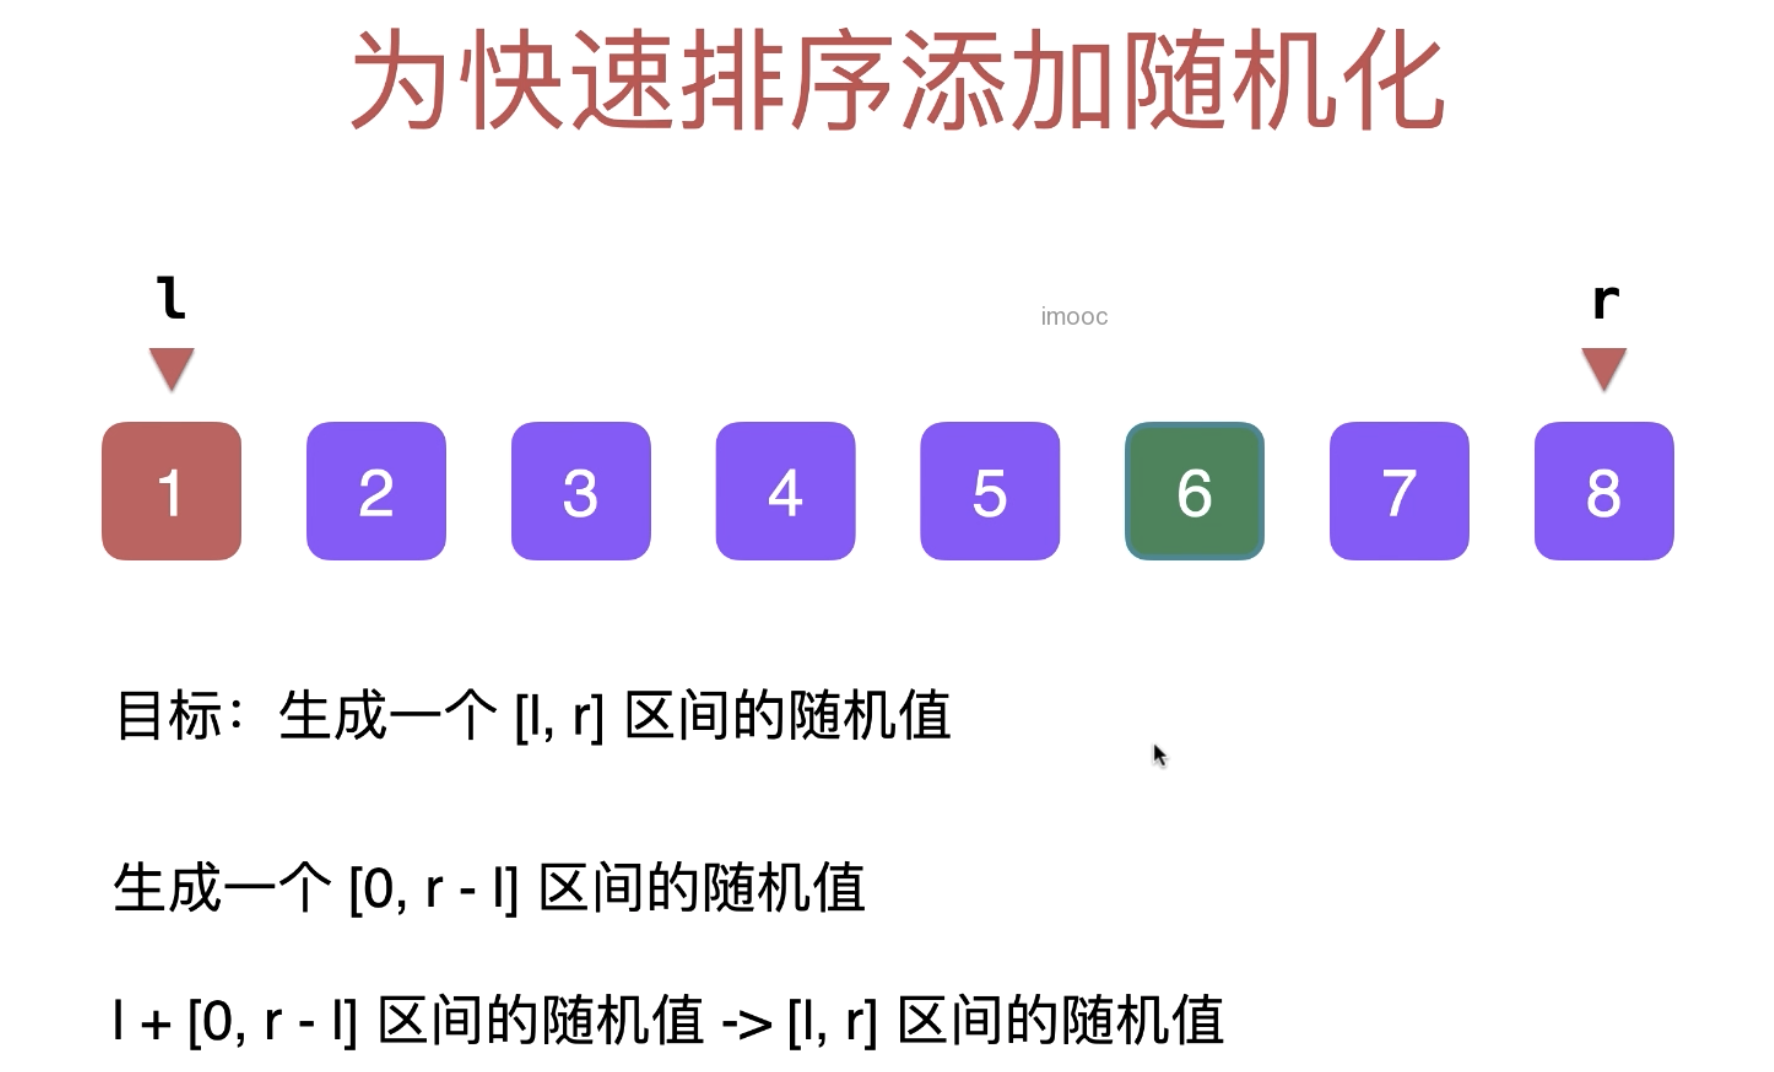 为快速排序添加随机化
l r
imooc
1 2 3 4 5 6 7 8
目标：生成一个 [l, r] 区间的随机值
生成一个 [0, r - l] 区间的随机值
l + [0, r - l] 区间的随机值 -> [l, r] 区间的随机值